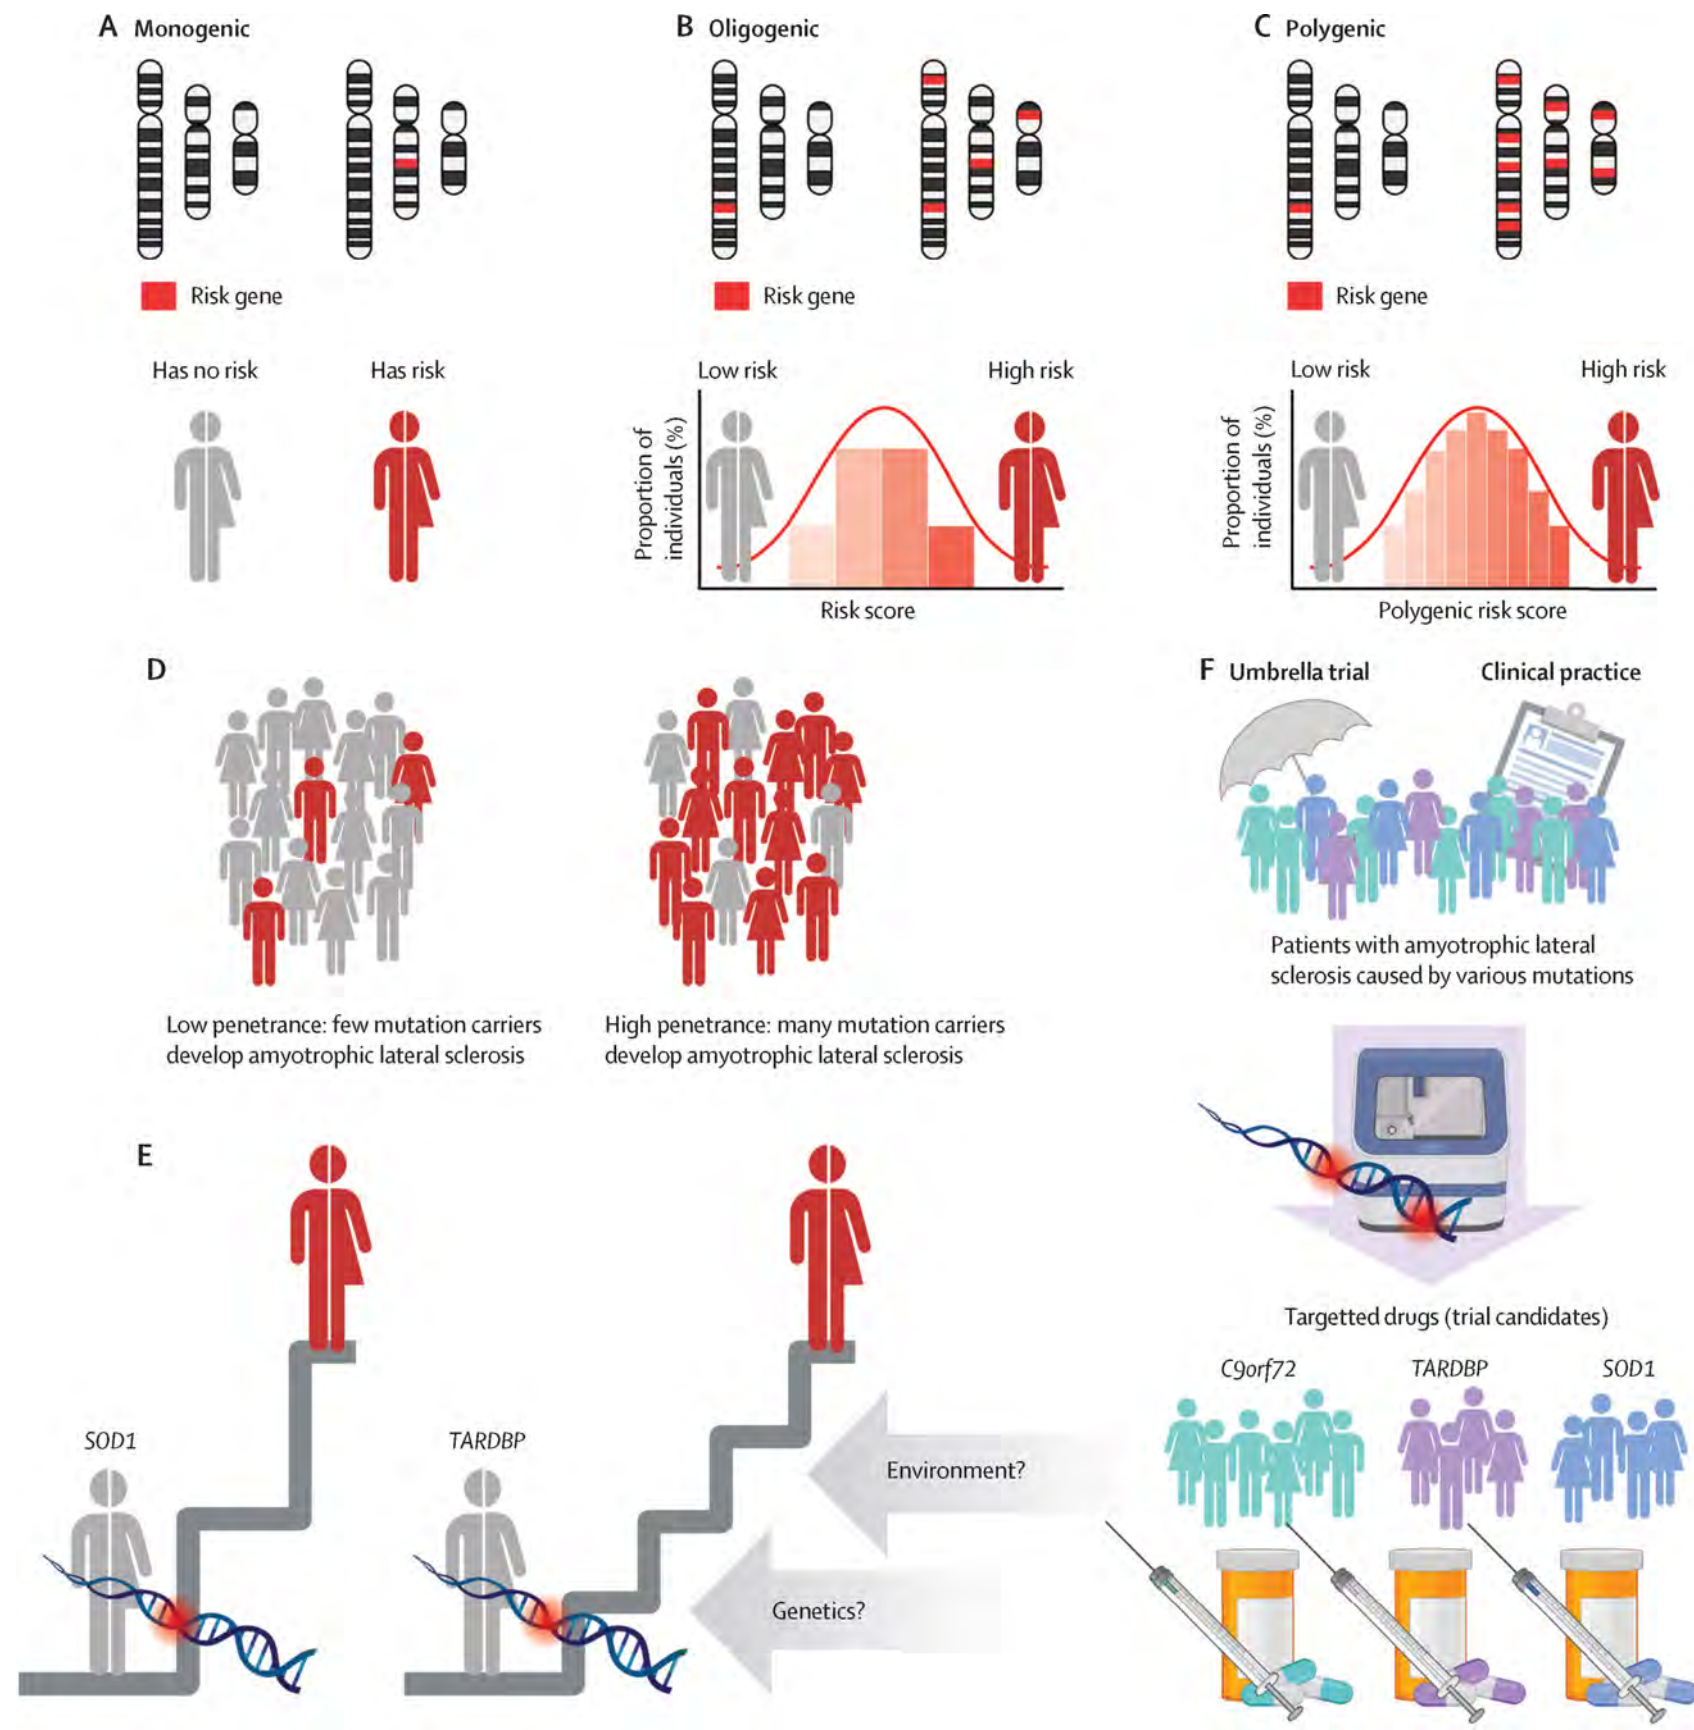 A Monogenic
Risk gene
Has no risk
Has risk
B Oligogenic
Risk gene
Low risk
High risk
Proportion of
individuals (%)
Risk score
C Polygenic
Risk gene
Low risk
High risk
Proportion of
individuals (%)
Polygenic risk score
D
Low penetrance: few mutation carriers
develop amyotrophic lateral sclerosis
High penetrance: many mutation carriers
develop amyotrophic lateral sclerosis
E
SOD1
TARDBP
Environment?
Genetics?
F Umbrella trial
Clinical practice
Patients with amyotrophic lateral
sclerosis caused by various mutations
Targetted drugs (trial candidates)
C9orf72
TARDBP
SOD1